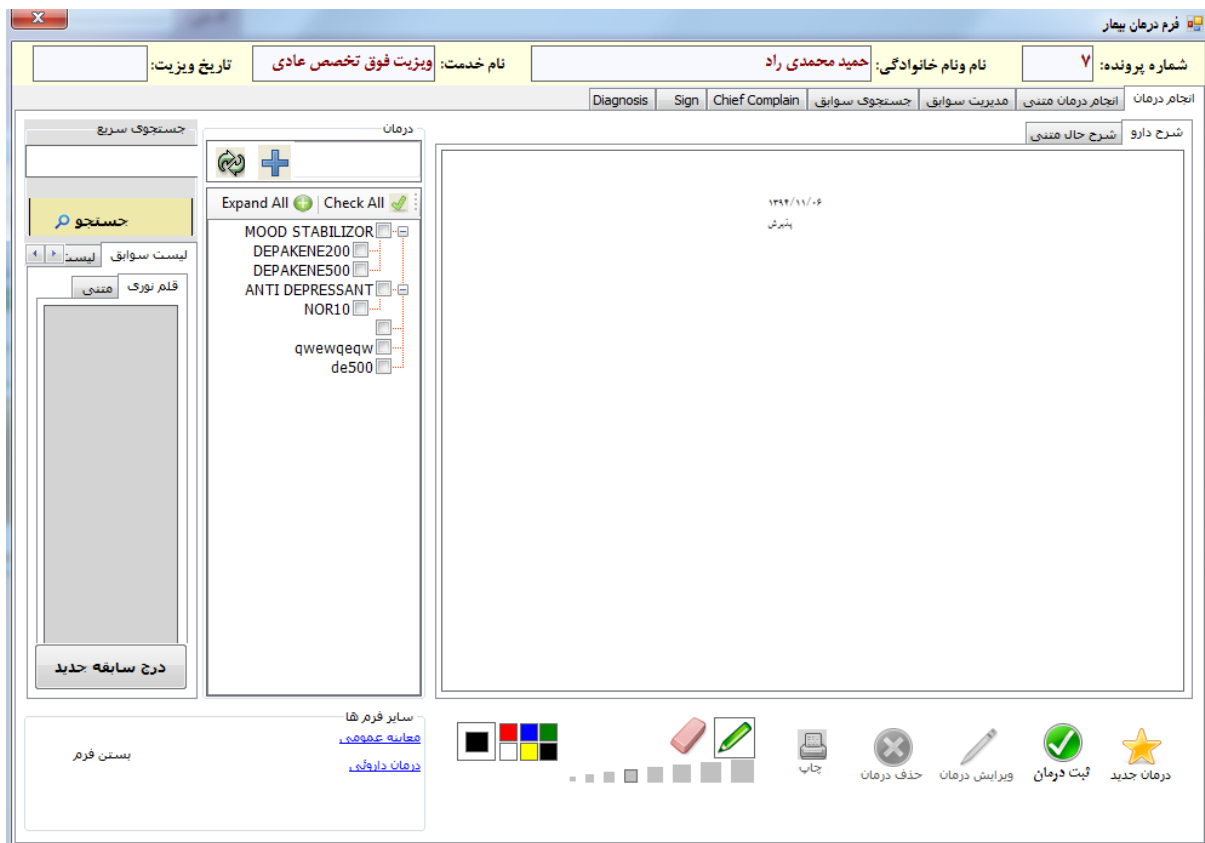 فرم درمان بیمار
شماره پرونده: ۷ نام ونام خانوادگی: حمید محمدی راد نام خدمت: ویزیت فوق تخصص عادی تاریخ ویزیت:
انجام درمان انجام درمان متنی مدیریت سوابق جستجوی سوابق Chief Complain Sign Diagnosis
شرح دارو شرح حال متنی
۱۳۹۴/۱۱/۰۶
پذیرش
درمان
Expand All Check All
MOOD STABILIZOR
DEPAKENE200
DEPAKENE500
ANTI DEPRESSANT
NOR10
qwewqeqw
de500
جستجوی سریع
جستجو
لیست سوابق لیست
قلم نوری متنی
درج سابقه جدید
درمان جدید ثبت درمان ویرایش درمان حذف درمان چاپ
سایر فرم ها
معاینه عمومی
درمان داروئی
بستن فرم